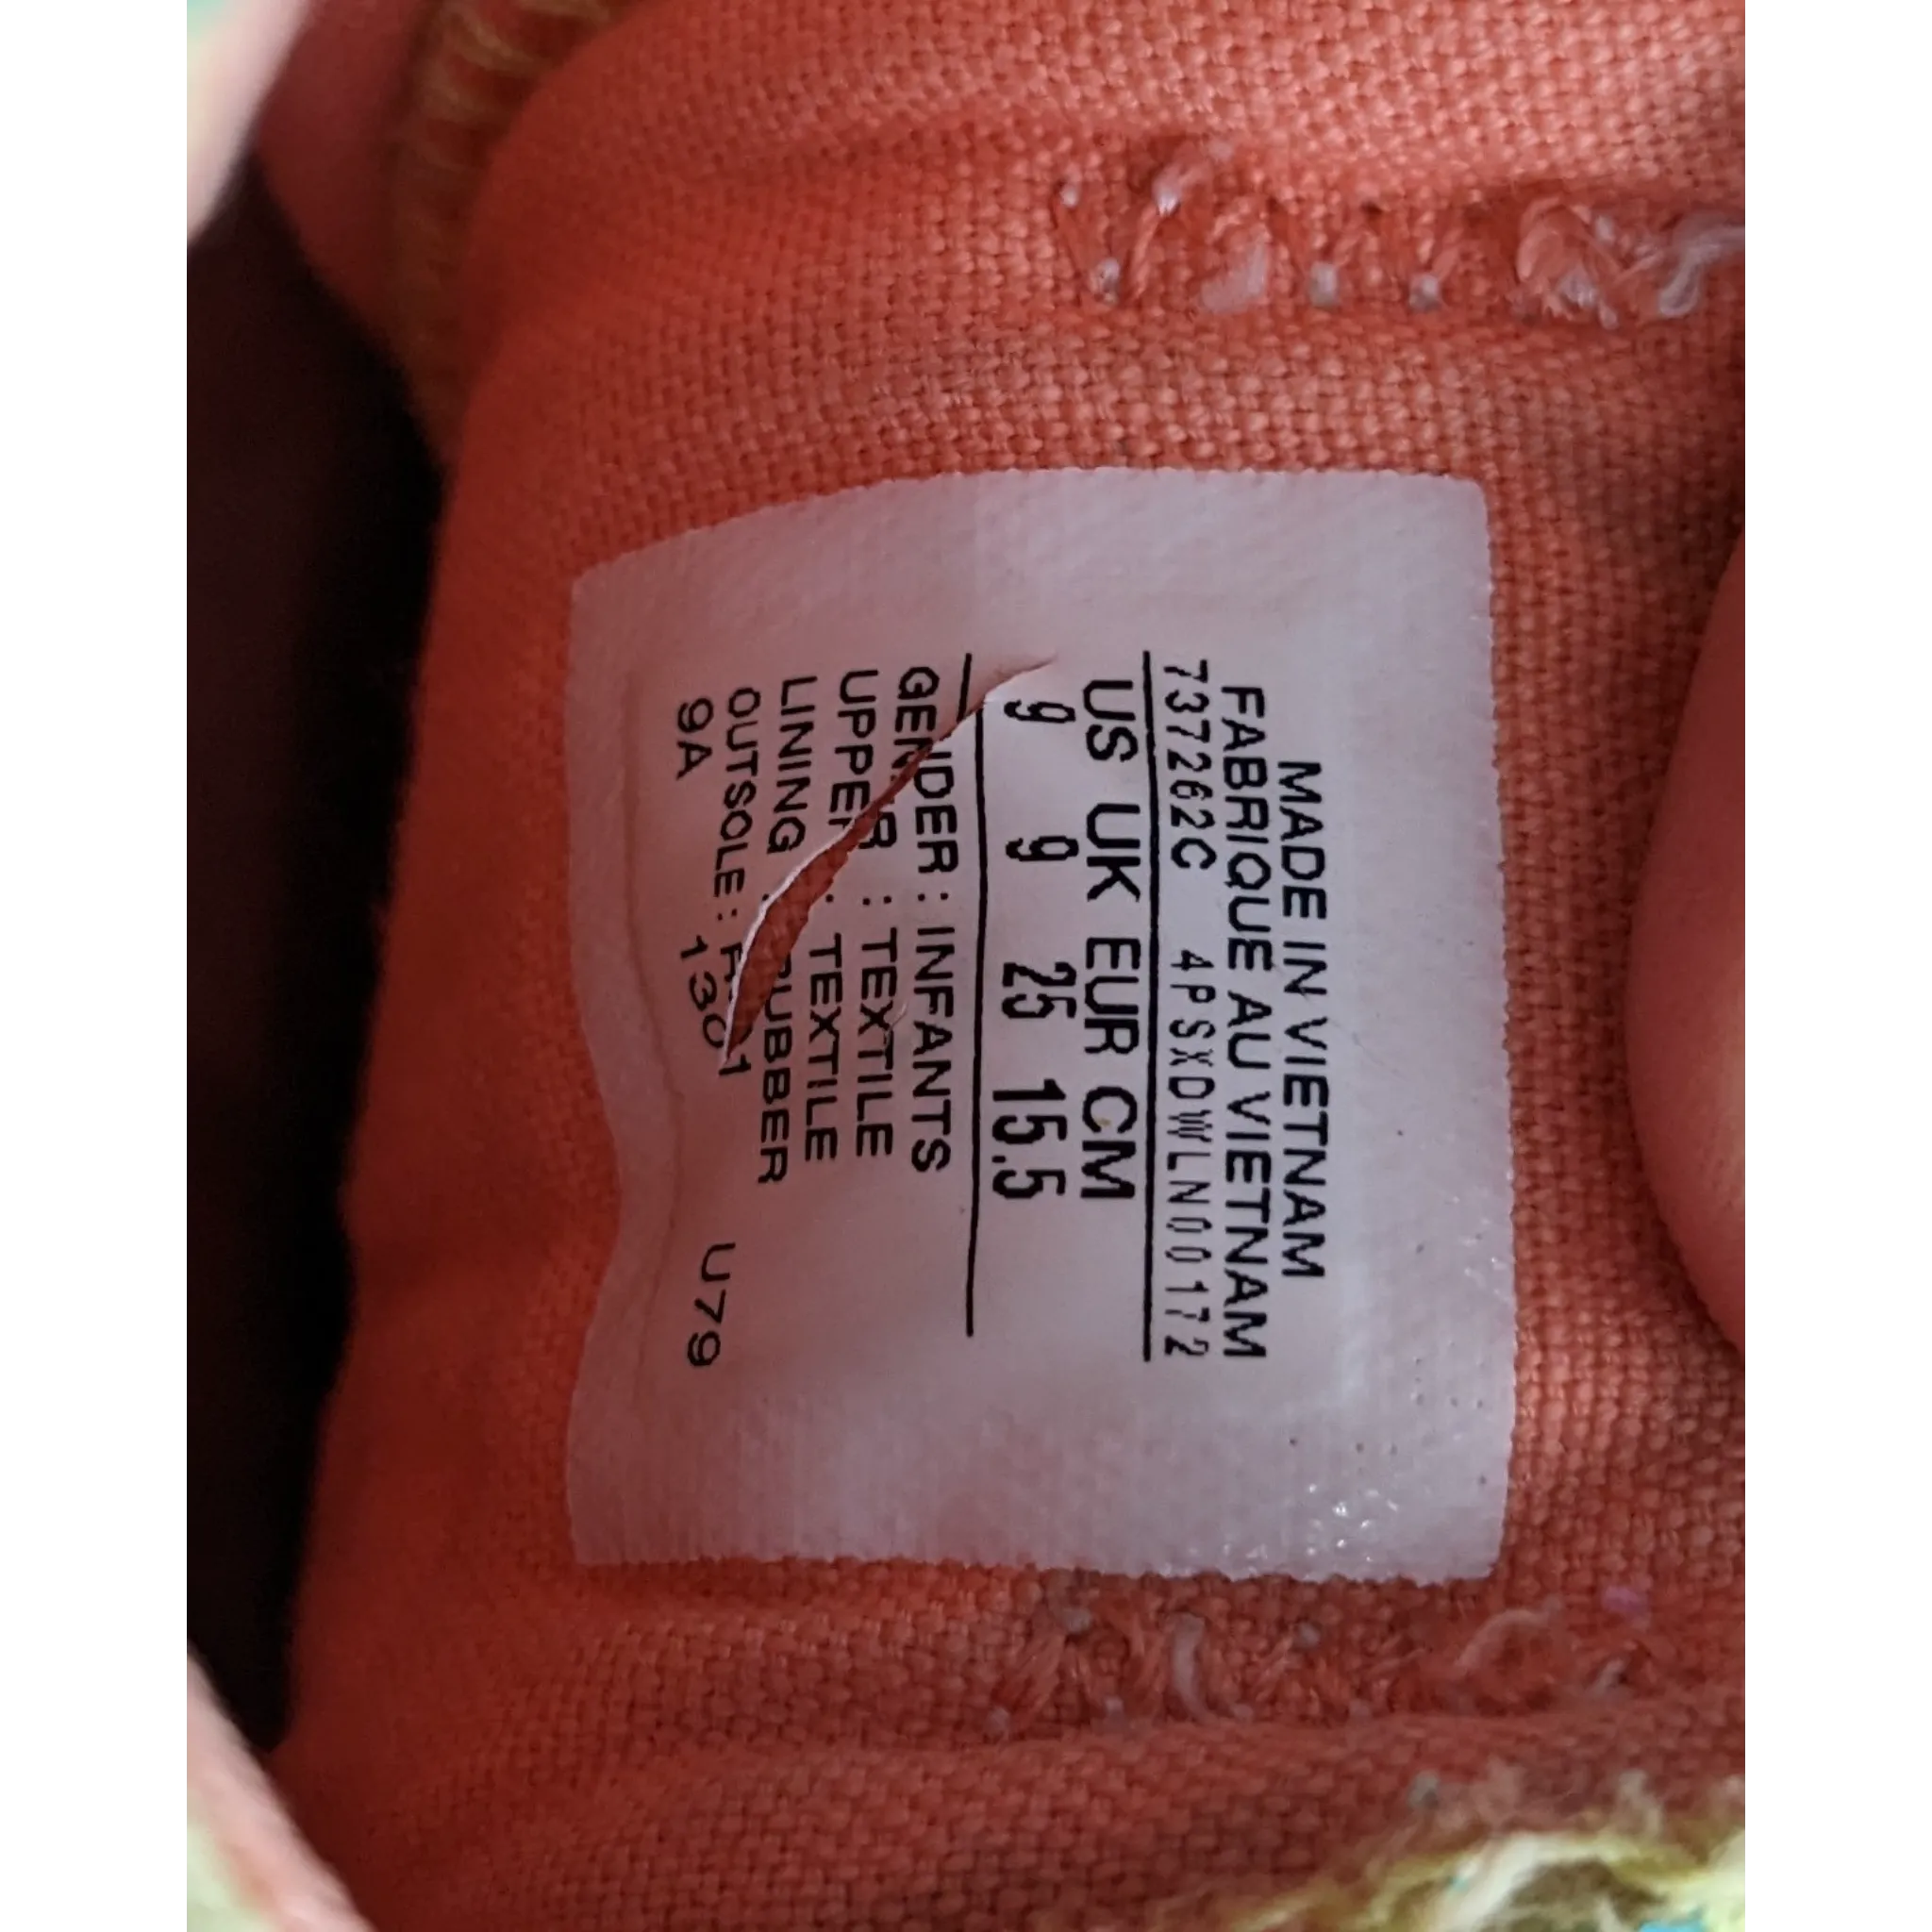 MADE IN VIETNAM
FABRIQUE AU VIETNAM
737262C 4PSXDWLN00172
US UK EUR CM
9 9 25 15.5
GENDER : INFANTS
UPPER : TEXTILE
LINING : TEXTILE
OUTSOLE : RUBBER
9A 1301 U79